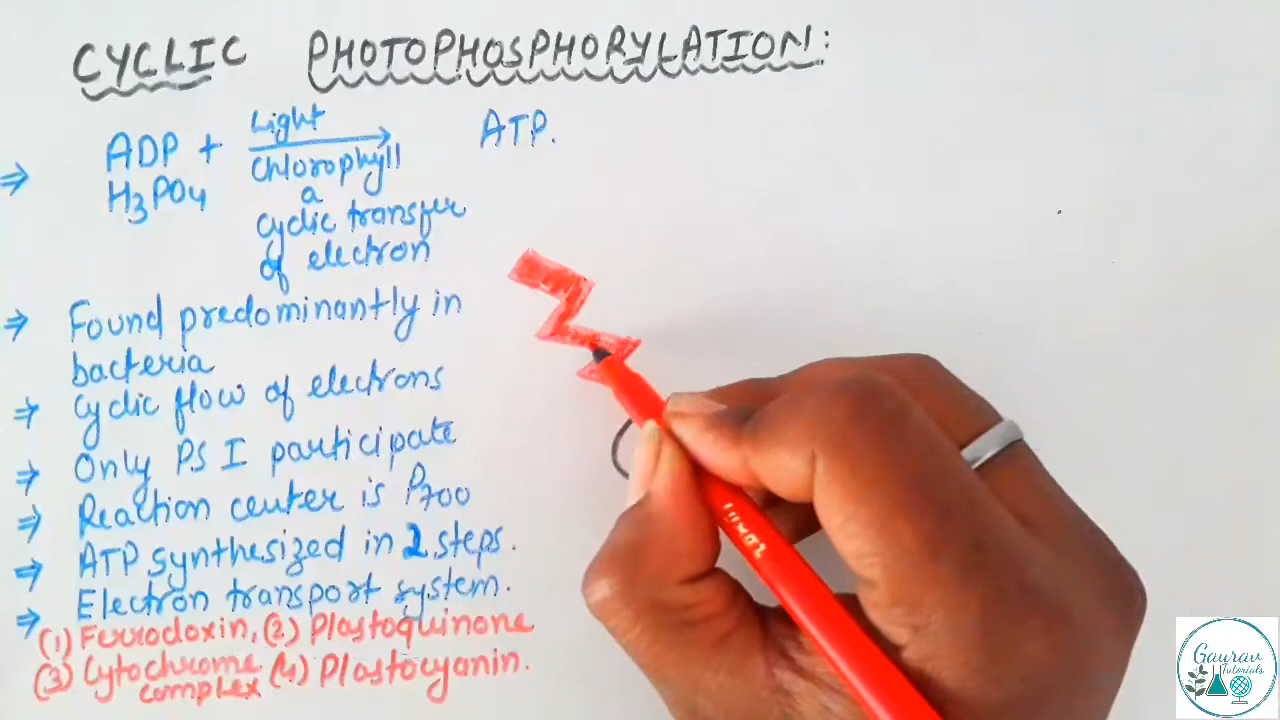 CYCLIC PHOTOPHOSPHORYLATION:
⇒ ADP + H3PO4 Light → Chlorophyll a cyclic transfer of electron ATP.
⇒ Found predominantly in
bacteria
⇒ Cyclic flow of electrons
⇒ Only PS I participate
⇒ Reaction center is P700
⇒ ATP synthesized in 2 steps.
⇒ Electron transport system.
(1) Ferrodoxin, (2) Plastoquinone
(3) Cytochrome complex (4) Plastocyanin.
luxor
Gaurav
Tutorials